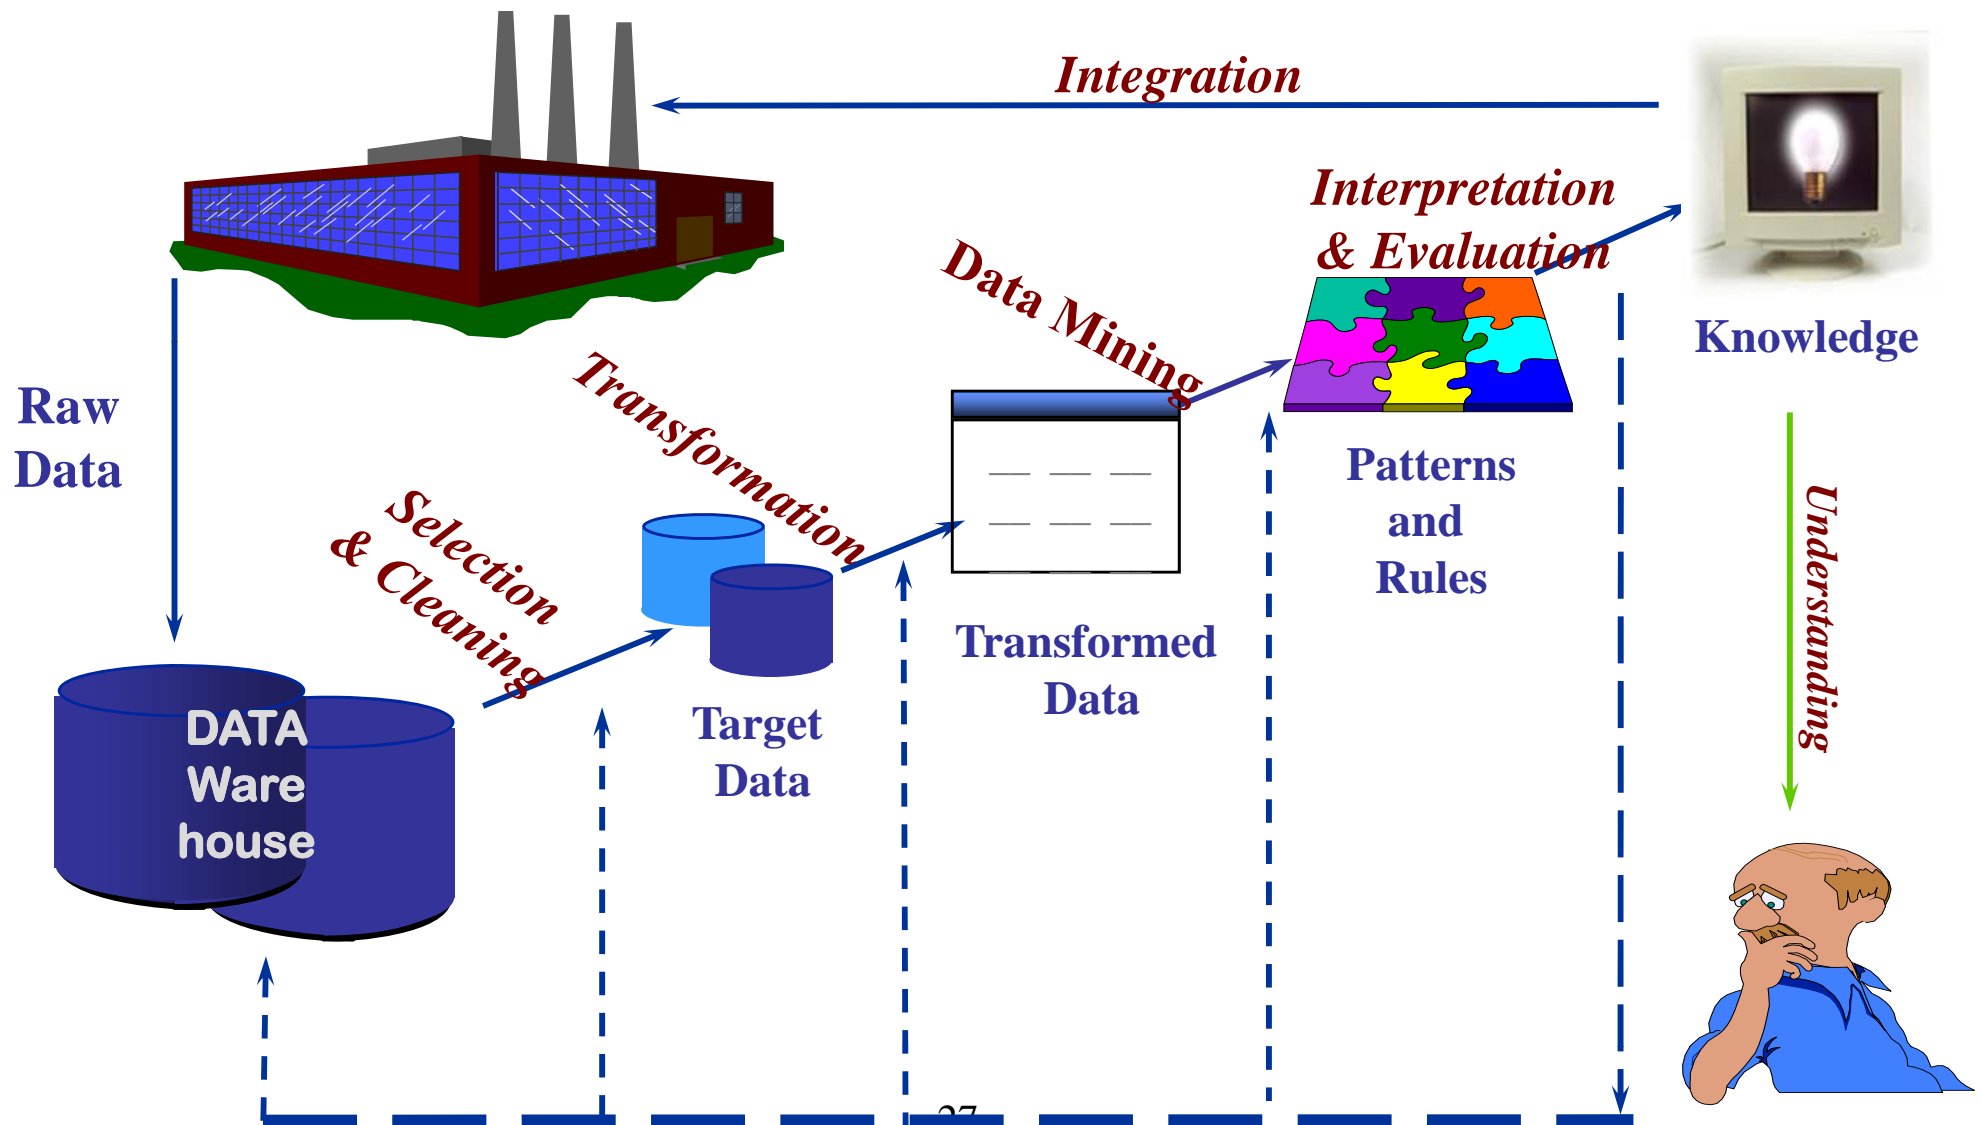 Integration
Interpretation
& Evaluation
Knowledge
Data Mining
Raw
Data
Transformation
Selection
& Cleaning
Patterns
and
Rules
Understanding
Transformed
Data
Target
Data
DATA
Ware
house
27